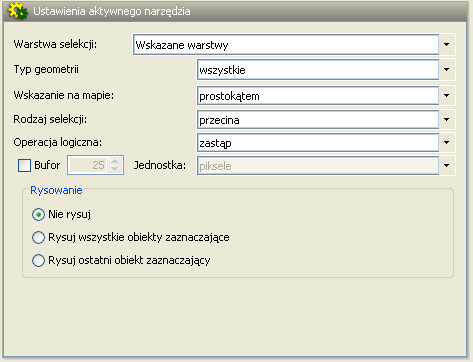 Ustawienia aktywnego narzędzia
Warstwa selekcji: Wskazane warstwy
Typ geometrii wszystkie
Wskazanie na mapie: prostokątem
Rodzaj selekcji: przecina
Operacja logiczna: zastąp
Bufor 25 Jednostka: piksele
Rysowanie
Nie rysuj
Rysuj wszystkie obiekty zaznaczające
Rysuj ostatni obiekt zaznaczający